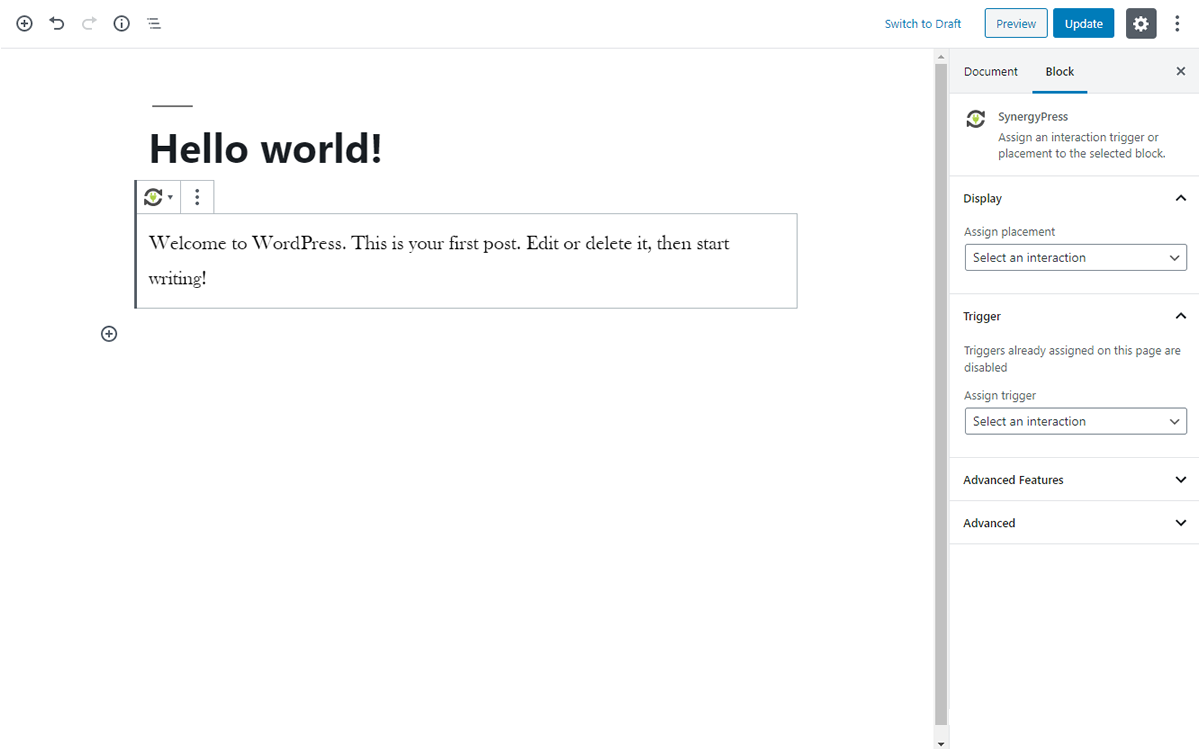 Switch to Draft
Preview
Update
Document
Block
Hello world!
Welcome to WordPress. This is your first post. Edit or delete it, then start
writing!
SynergyPress
Assign an interaction trigger or
placement to the selected block.
Display
Assign placement
Select an interaction
Trigger
Triggers already assigned on this page are
disabled
Assign trigger
Select an interaction
Advanced Features
Advanced